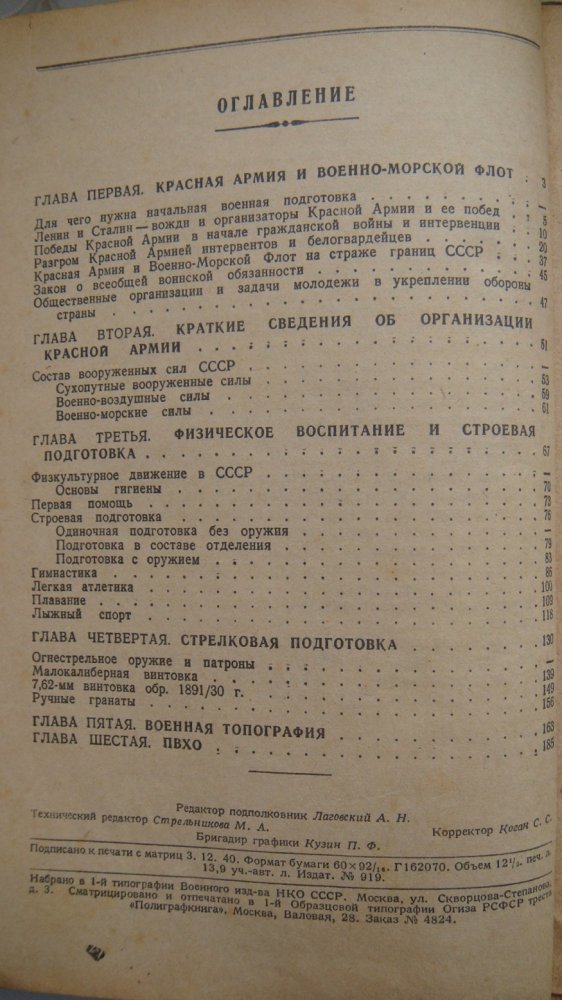 ОГЛАВЛЕНИЕ
ГЛАВА ПЕРВАЯ. КРАСНАЯ АРМИЯ И ВОЕННО-МОРСКОЙ ФЛОТ . 3
Для чего нужна начальная военная подготовка . . . . . . . —
Ленин и Сталин — вожди и организаторы Красной Армии и ее побед . 5
Победы Красной Армии в начале гражданской войны и интервенции . . 10
Разгром Красной Армией интервентов и белогвардейцев . . . . 20
Красная Армия и Военно-Морской Флот на страже границ СССР . . . 37
Закон о всеобщей воинской обязанности . . . . . . . . 45
Общественные организации и задачи молодежи в укреплении обороны
страны . . . . . . . . . . . . . . 47
ГЛАВА ВТОРАЯ. КРАТКИЕ СВЕДЕНИЯ ОБ ОРГАНИЗАЦИИ
КРАСНОЙ АРМИИ . . . . . . . . . . . . 51
Состав вооруженных сил СССР . . . . . . . . . . —
Сухопутные вооруженные силы . . . . . . . . . . 53
Военно-воздушные силы . . . . . . . . . . . 59
Военно-морские силы . . . . . . . . . . . . 61
ГЛАВА ТРЕТЬЯ. ФИЗИЧЕСКОЕ ВОСПИТАНИЕ И СТРОЕВАЯ
ПОДГОТОВКА . . . . . . . . . . . . . 67
Физкультурное движение в СССР . . . . . . . . . . —
Основы гигиены . . . . . . . . . . . . . 70
Первая помощь . . . . . . . . . . . . . . 73
Строевая подготовка . . . . . . . . . . . . . 76
Одиночная подготовка без оружия . . . . . . . . . —
Подготовка в составе отделения . . . . . . . . . 79
Подготовка с оружием . . . . . . . . . . . . 83
Гимнастика . . . . . . . . . . . . . . . 85
Легкая атлетика . . . . . . . . . . . . . . 100
Плавание . . . . . . . . . . . . . . . 109
Лыжный спорт . . . . . . . . . . . . . . 118
ГЛАВА ЧЕТВЕРТАЯ. СТРЕЛКОВАЯ ПОДГОТОВКА . . . . . 130
Огнестрельное оружие и патроны . . . . . . . . . . —
Малокалиберная винтовка . . . . . . . . . . . 139
7,62-мм винтовка обр. 1891/30 г. . . . . . . . . . . 149
Ручные гранаты . . . . . . . . . . . . . . 156
ГЛАВА ПЯТАЯ. ВОЕННАЯ ТОПОГРАФИЯ . . . . . . . 163
ГЛАВА ШЕСТАЯ. ПВХО . . . . . . . . . . . . 185
Редактор подполковник Лаговский А. Н.
Технический редактор Стрельникова М. А. Корректор Коган С. С.
Бригадир графики Кузин П. Ф.
Подписано к печати с матриц 3. 12. 40. Формат бумаги 60×92/16. Г162070. Объем 12¹/₂ печ. л.
13,9 уч.-авт. л. Издат. № 919.
Набрано в 1-й типографии Военного изд-ва НКО СССР. Москва, ул. Скворцова-Степанова,
д. 3. Сматрицировано и отпечатано в 1-й Образцовой типографии Огиза РСФСР треста
«Полиграфкнига», Москва, Валовая, 28. Заказ № 4824.